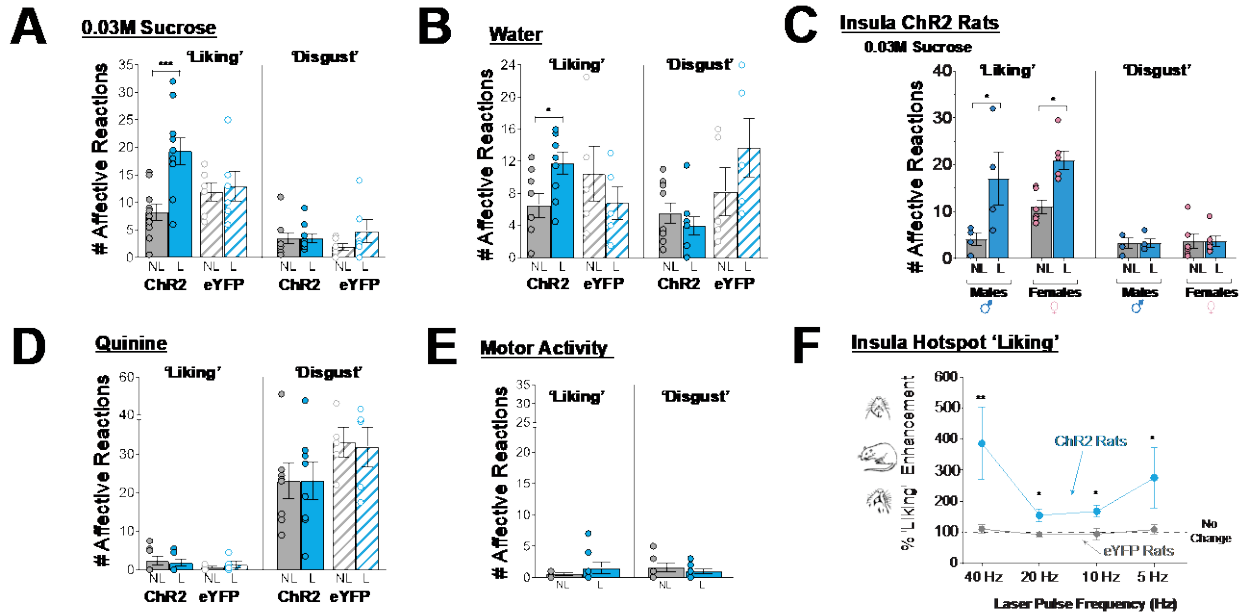 A
0.03M Sucrose
'Liking'
'Disgust'
***
# Affective Reactions
35
30
25
20
15
10
5
0
NL L NL L NL L NL L
ChR2 eYFP ChR2 eYFP
B
Water
'Liking'
'Disgust'
*
# Affective Reactions
24
20
16
12
8
4
0
NL L NL L NL L NL L
ChR2 eYFP ChR2 eYFP
C
Insula ChR2 Rats
0.03M Sucrose
'Liking'
'Disgust'
* *
# Affective Reactions
40
30
20
10
0
NL L NL L NL L NL L
Males Females Males Females
♂ ♀ ♂ ♀
D
Quinine
'Liking'
'Disgust'
# Affective Reactions
60
40
30
20
10
0
NL L NL L NL L NL L
ChR2 eYFP ChR2 eYFP
E
Motor Activity
'Liking'
'Disgust'
# Affective Reactions
35
30
25
20
15
10
5
0
NL L NL L
F
Insula Hotspot 'Liking'
% 'Liking' Enhancement
600
500
400
300
200
100
0
**
*
*
*
ChR2 Rats
eYFP Rats
No
Change
40 Hz 20 Hz 10 Hz 5 Hz
Laser Pulse Frequency (Hz)